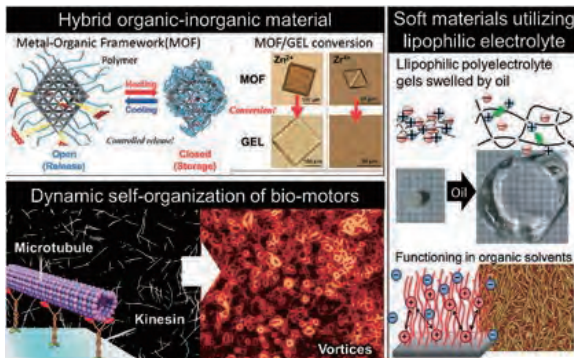 Hybrid organic-inorganic material
Metal-Organic Framework(MOF)
Polymer
Heating
Cooling
Controlled release!
Open
(Release)
Closed
(Storage)
MOF/GEL conversion
MOF
Zn2+
Zr4+
Conversion!
GEL
Dynamic self-organization of bio-motors
Microtubule
Kinesin
Vortices
Soft materials utilizing
lipophilic electrolyte
Llipophilic polyelectrolyte
gels swelled by oil
Oil
Functioning in organic solvents